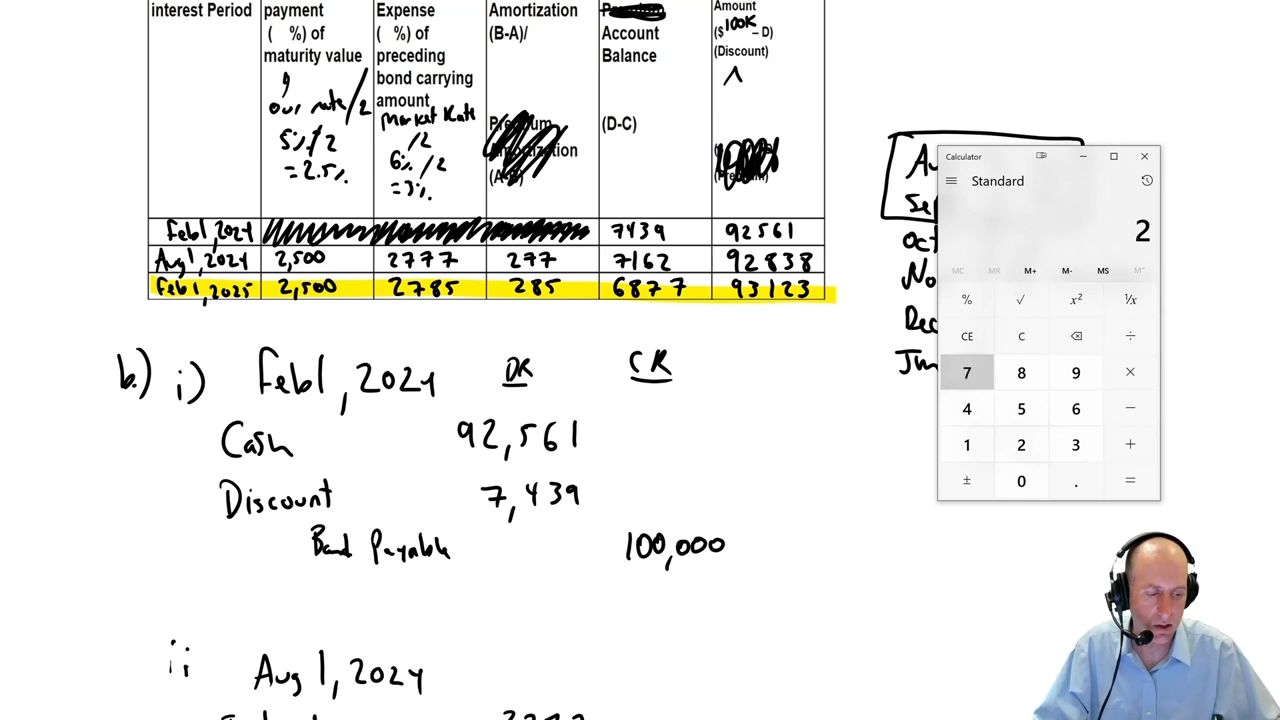 interest Period
payment
( %) of
maturity value
our rate/2
5%/2
=2.5%
Expense
( %) of
preceding
bond carrying
amount
Market Rate
/2
6%/2
=3%
Amortization
(B-A)/
Account
Balance
(D-C)
Amount
($100K – D)
(Discount)
Feb 1, 2024 7439 92561
Aug 1, 2024 2,500 2777 277 7162 92838
Feb 1, 2025 2,500 2785 285 6877 93123
b.) i) Feb 1, 2024 DR CR
Cash 92,561
Discount 7,439
Bond Payable 100,000
ii Aug 1, 2024
2777
Oct
No
Dec
Calculator
Standard
2
MC MR M+ M- MS
% √ x² ¹/x
CE C ÷
7 8 9 ×
4 5 6 −
1 2 3 +
± 0 . =